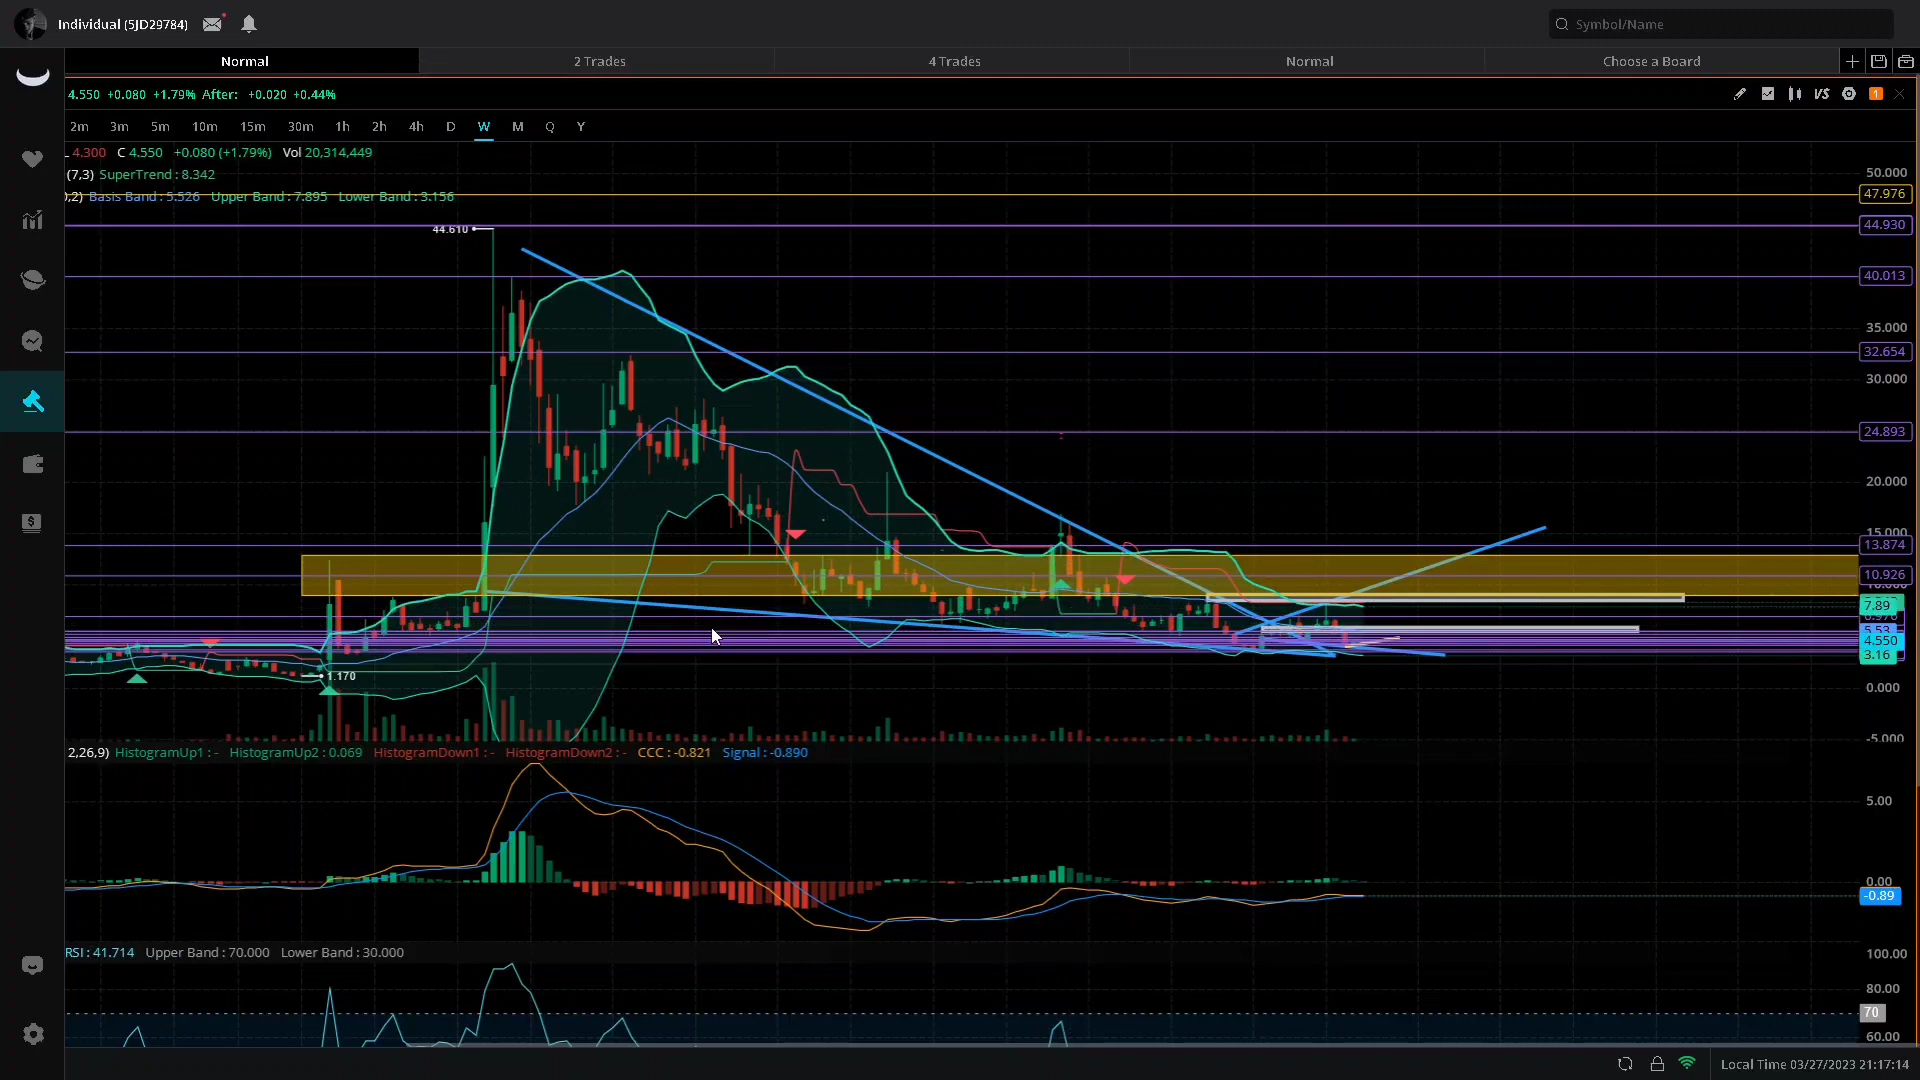 Individual (5JD29784)
Symbol/Name
Normal 2 Trades 4 Trades Normal Choose a Board
4.550 +0.080 +1.79% After: +0.020 +0.44%
VS 1
2m 3m 5m 10m 15m 30m 1h 2h 4h D W M Q Y
L 4.300 C 4.550 +0.080 (+1.79%) Vol 20,314,449
(7,3) SuperTrend : 8.342
50.000
,2) Basis Band : 5.526 Upper Band : 7.895 Lower Band : 3.156
47.976
44.610
44.930
40.013
35.000
32.654
30.000
24.893
20.000
15.000
13.874
10.926
7.89
5.53
4.550
3.16
1.170
0.000
-5.000
2,26,9) HistogramUp1 : - HistogramUp2 : 0.069 HistogramDown1 : - HistogramDown2 : - CCC : -0.821 Signal : -0.890
5.00
0.00
-0.89
RSI : 41.714 Upper Band : 70.000 Lower Band : 30.000
100.00
80.00
70
60.00
Local Time 03/27/2023 21:17:14